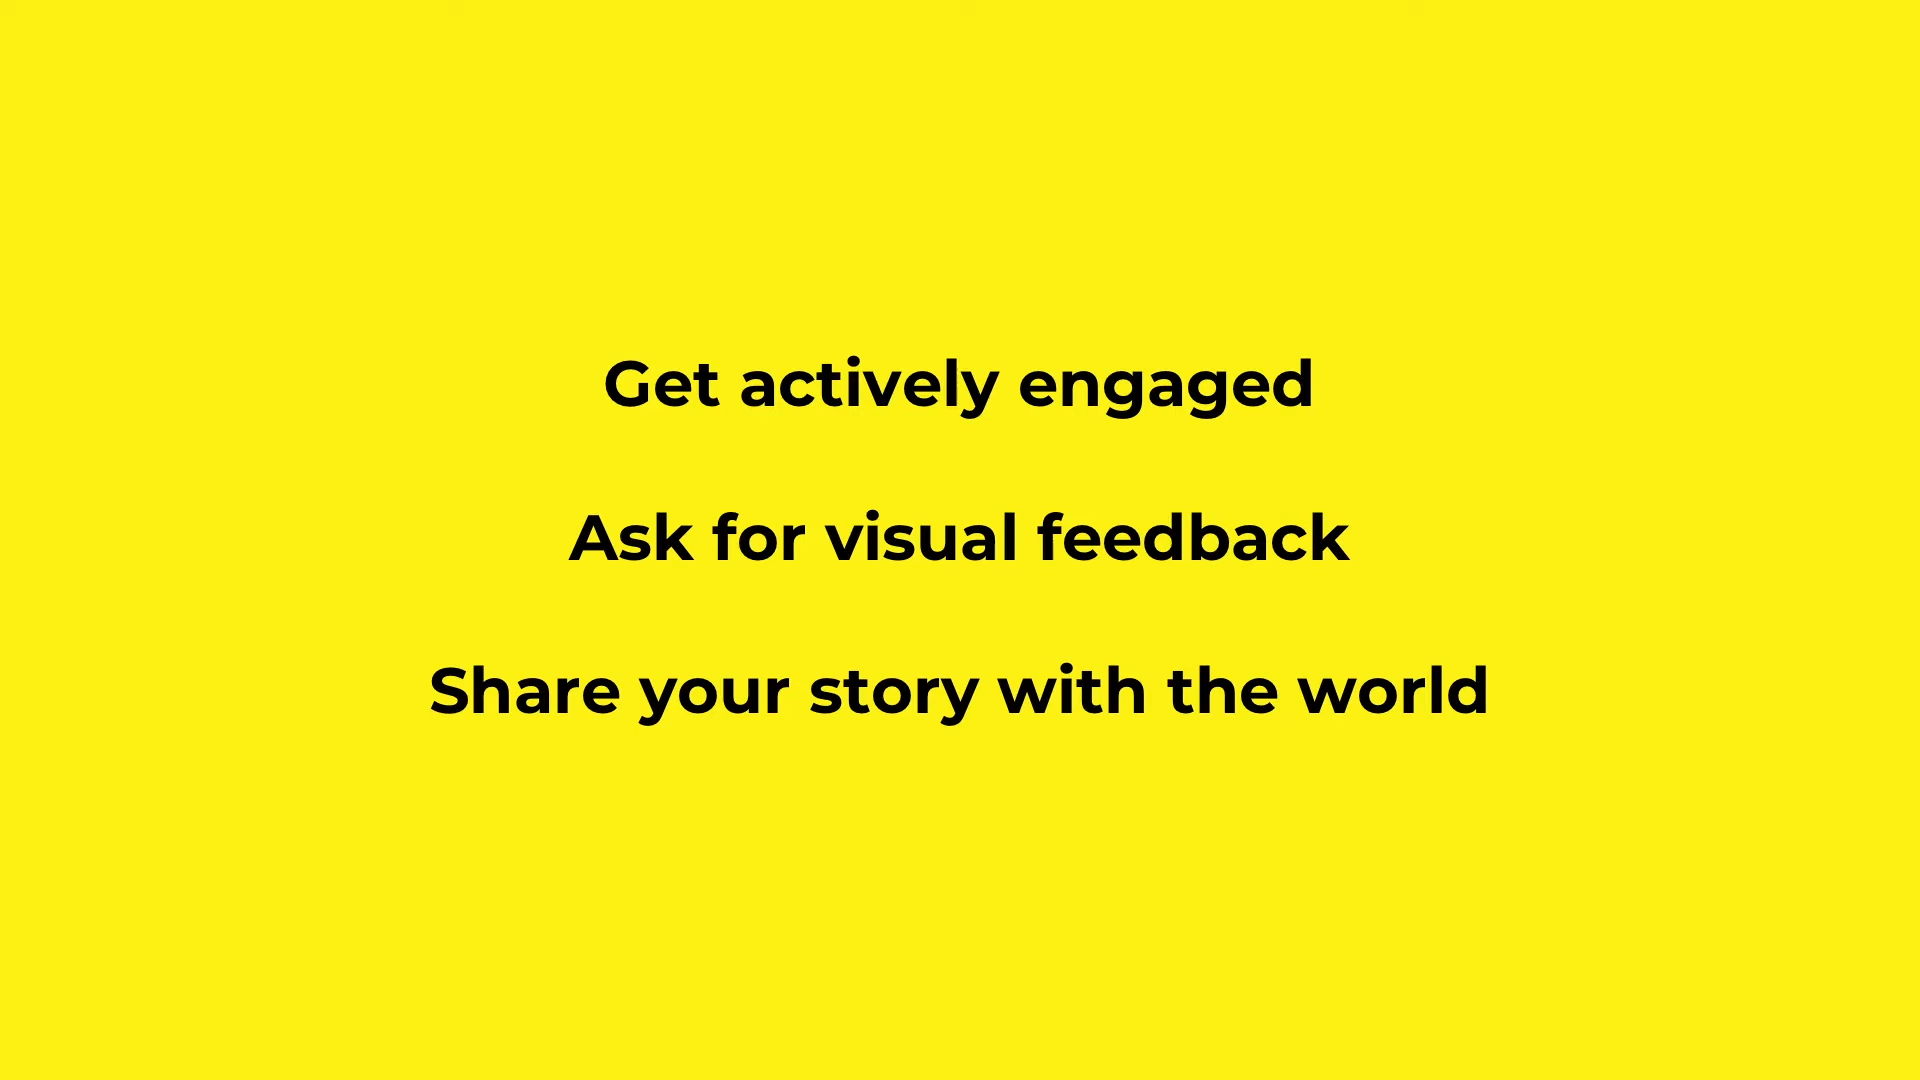 Get actively engaged
Ask for visual feedback
Share your story with the world